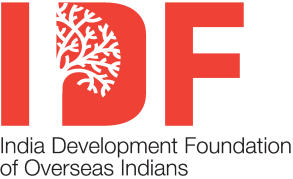 IDF
India Development Foundation
of Overseas Indians